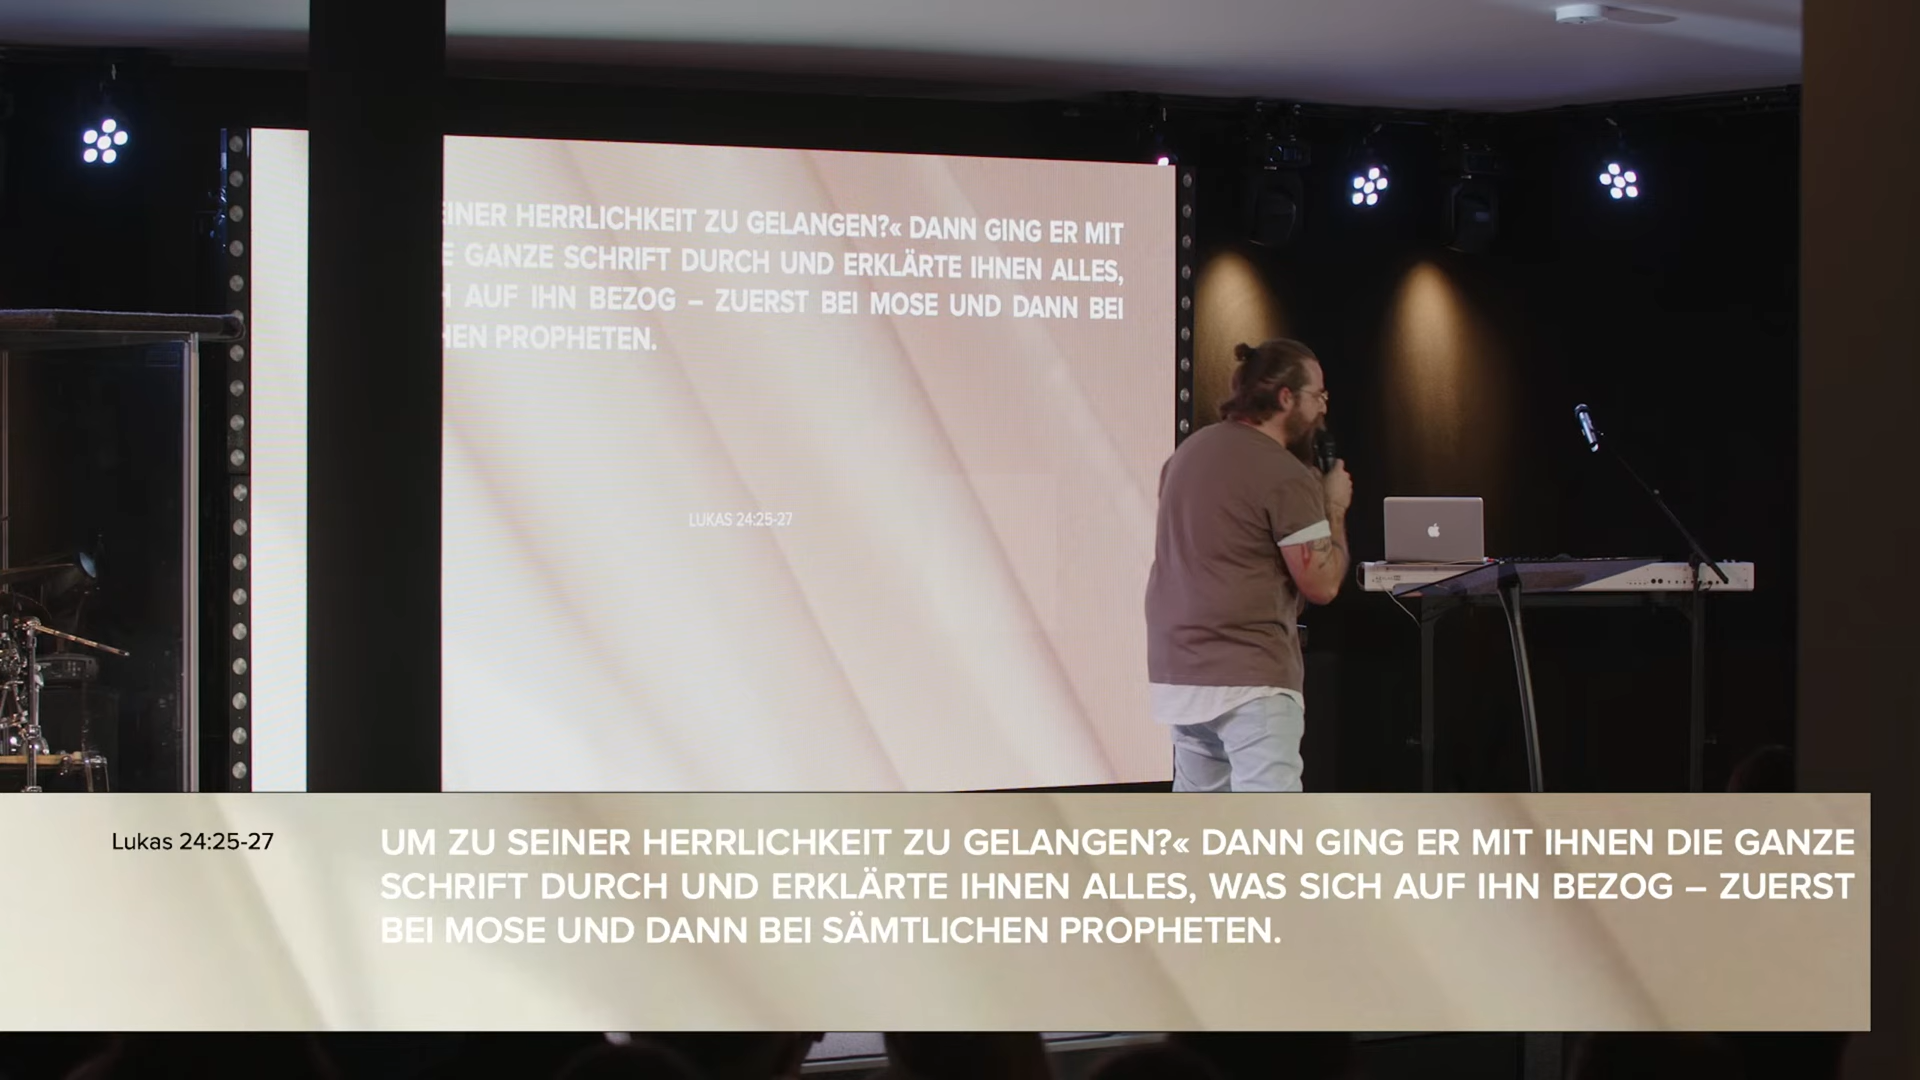 INER HERRLICHKEIT ZU GELANGEN?« DANN GING ER MIT
GANZE SCHRIFT DURCH UND ERKLÄRTE IHNEN ALLES,
AUF IHN BEZOG – ZUERST BEI MOSE UND DANN BEI
HEN PROPHETEN.
LUKAS 24:25-27
Lukas 24:25-27
UM ZU SEINER HERRLICHKEIT ZU GELANGEN?« DANN GING ER MIT IHNEN DIE GANZE
SCHRIFT DURCH UND ERKLÄRTE IHNEN ALLES, WAS SICH AUF IHN BEZOG – ZUERST
BEI MOSE UND DANN BEI SÄMTLICHEN PROPHETEN.